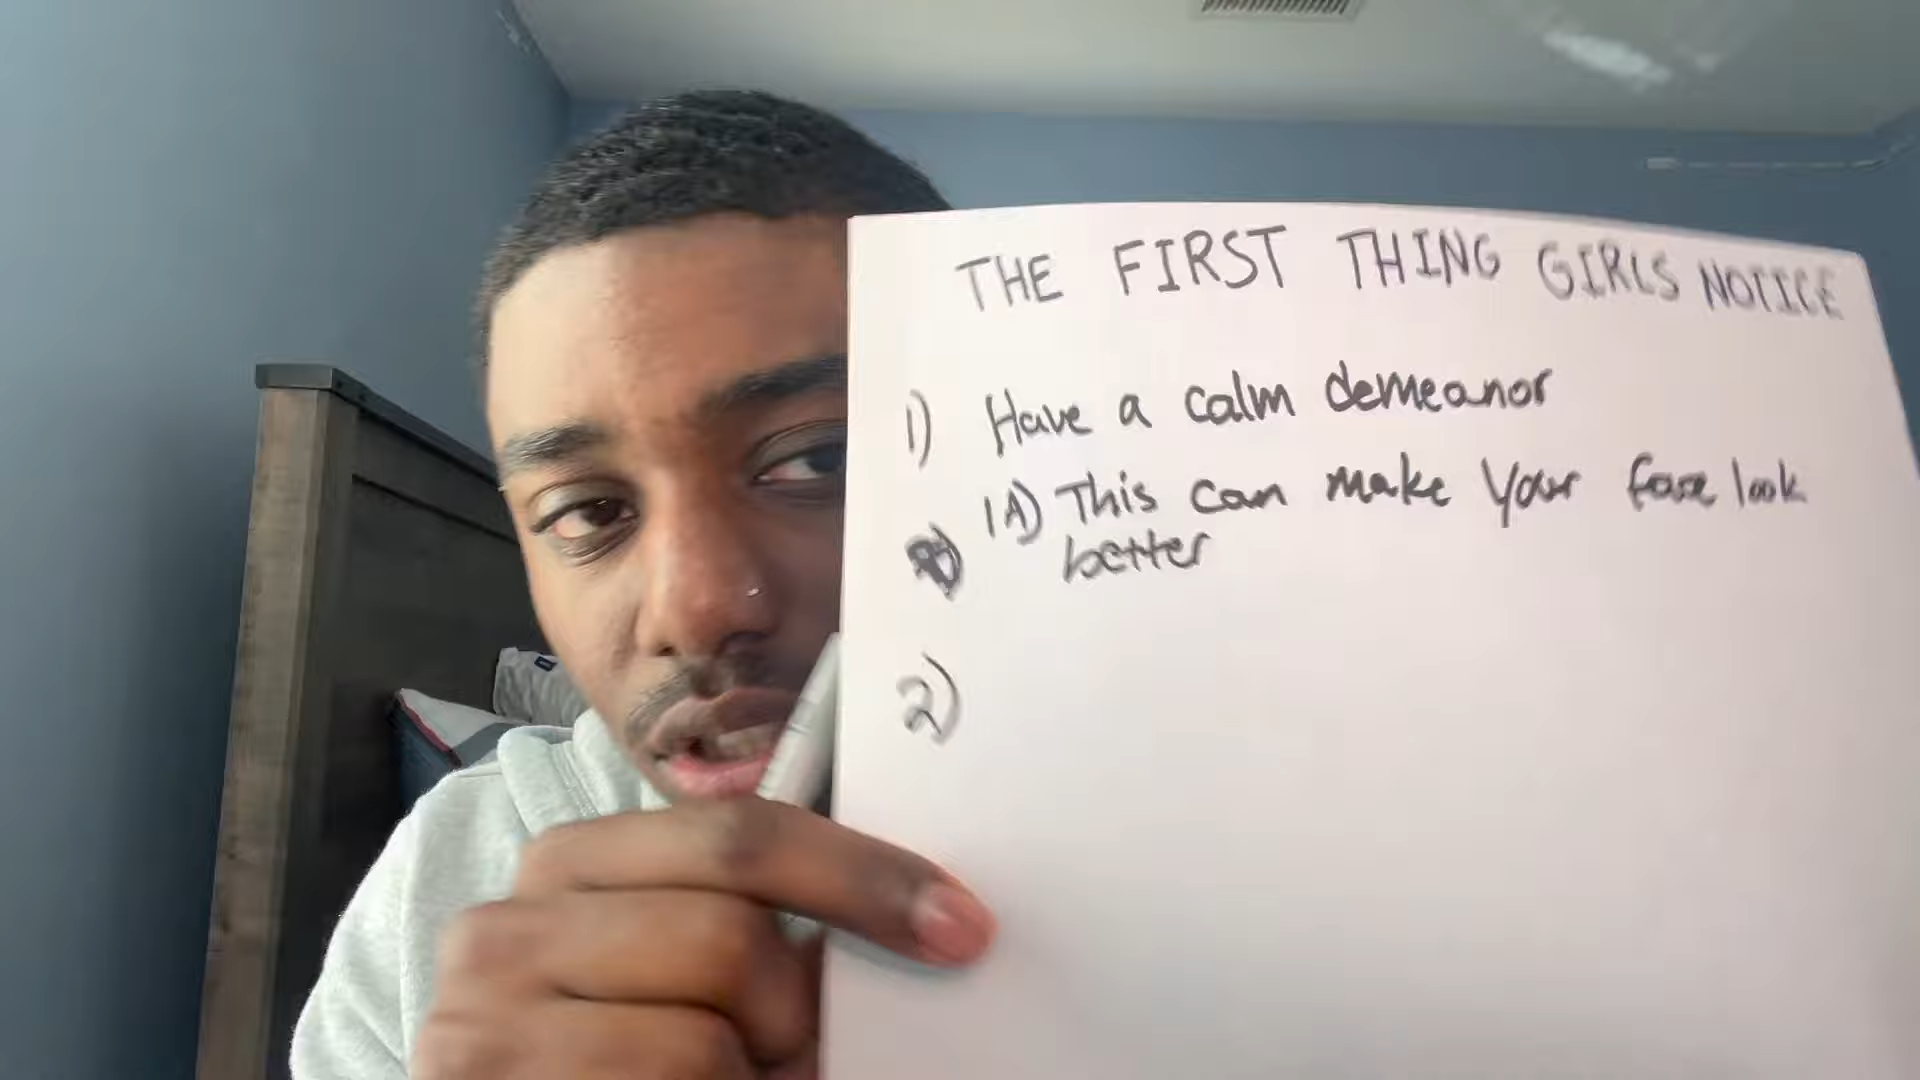 THE FIRST THING GIRLS NOTICE
1) Have a calm demeanor
1A) This can make your face look
better
2)